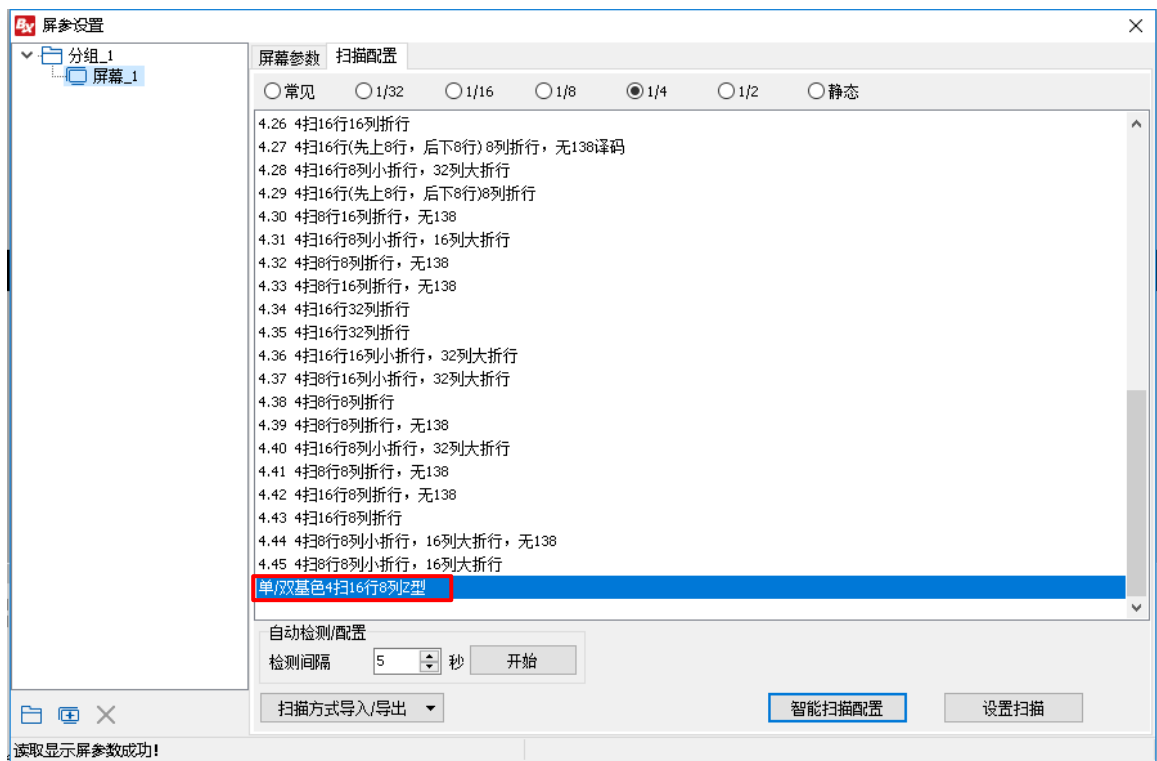 BX 屏参设置
分组_1
屏幕_1
屏幕参数 扫描配置
常见 1/32 1/16 1/8 1/4 1/2 静态
4.26 4扫16行16列折行
4.27 4扫16行(先上8行，后下8行) 8列折行，无138译码
4.28 4扫16行8列小折行，32列大折行
4.29 4扫16行(先上8行，后下8行)8列折行
4.30 4扫8行16列折行，无138
4.31 4扫16行8列小折行，16列大折行
4.32 4扫8行8列折行，无138
4.33 4扫8行16列折行，无138
4.34 4扫16行32列折行
4.35 4扫16行32列折行
4.36 4扫16行16列小折行，32列大折行
4.37 4扫8行16列小折行，32列大折行
4.38 4扫8行8列折行
4.39 4扫8行8列折行，无138
4.40 4扫16行8列小折行，32列大折行
4.41 4扫8行8列折行，无138
4.42 4扫16行8列折行，无138
4.43 4扫16行8列折行
4.44 4扫8行8列小折行，16列大折行，无138
4.45 4扫8行8列小折行，16列大折行
单/双基色4扫16行8列Z型
自动检测/配置
检测间隔 5 秒 开始
扫描方式导入/导出 智能扫描配置 设置扫描
读取显示屏参数成功!